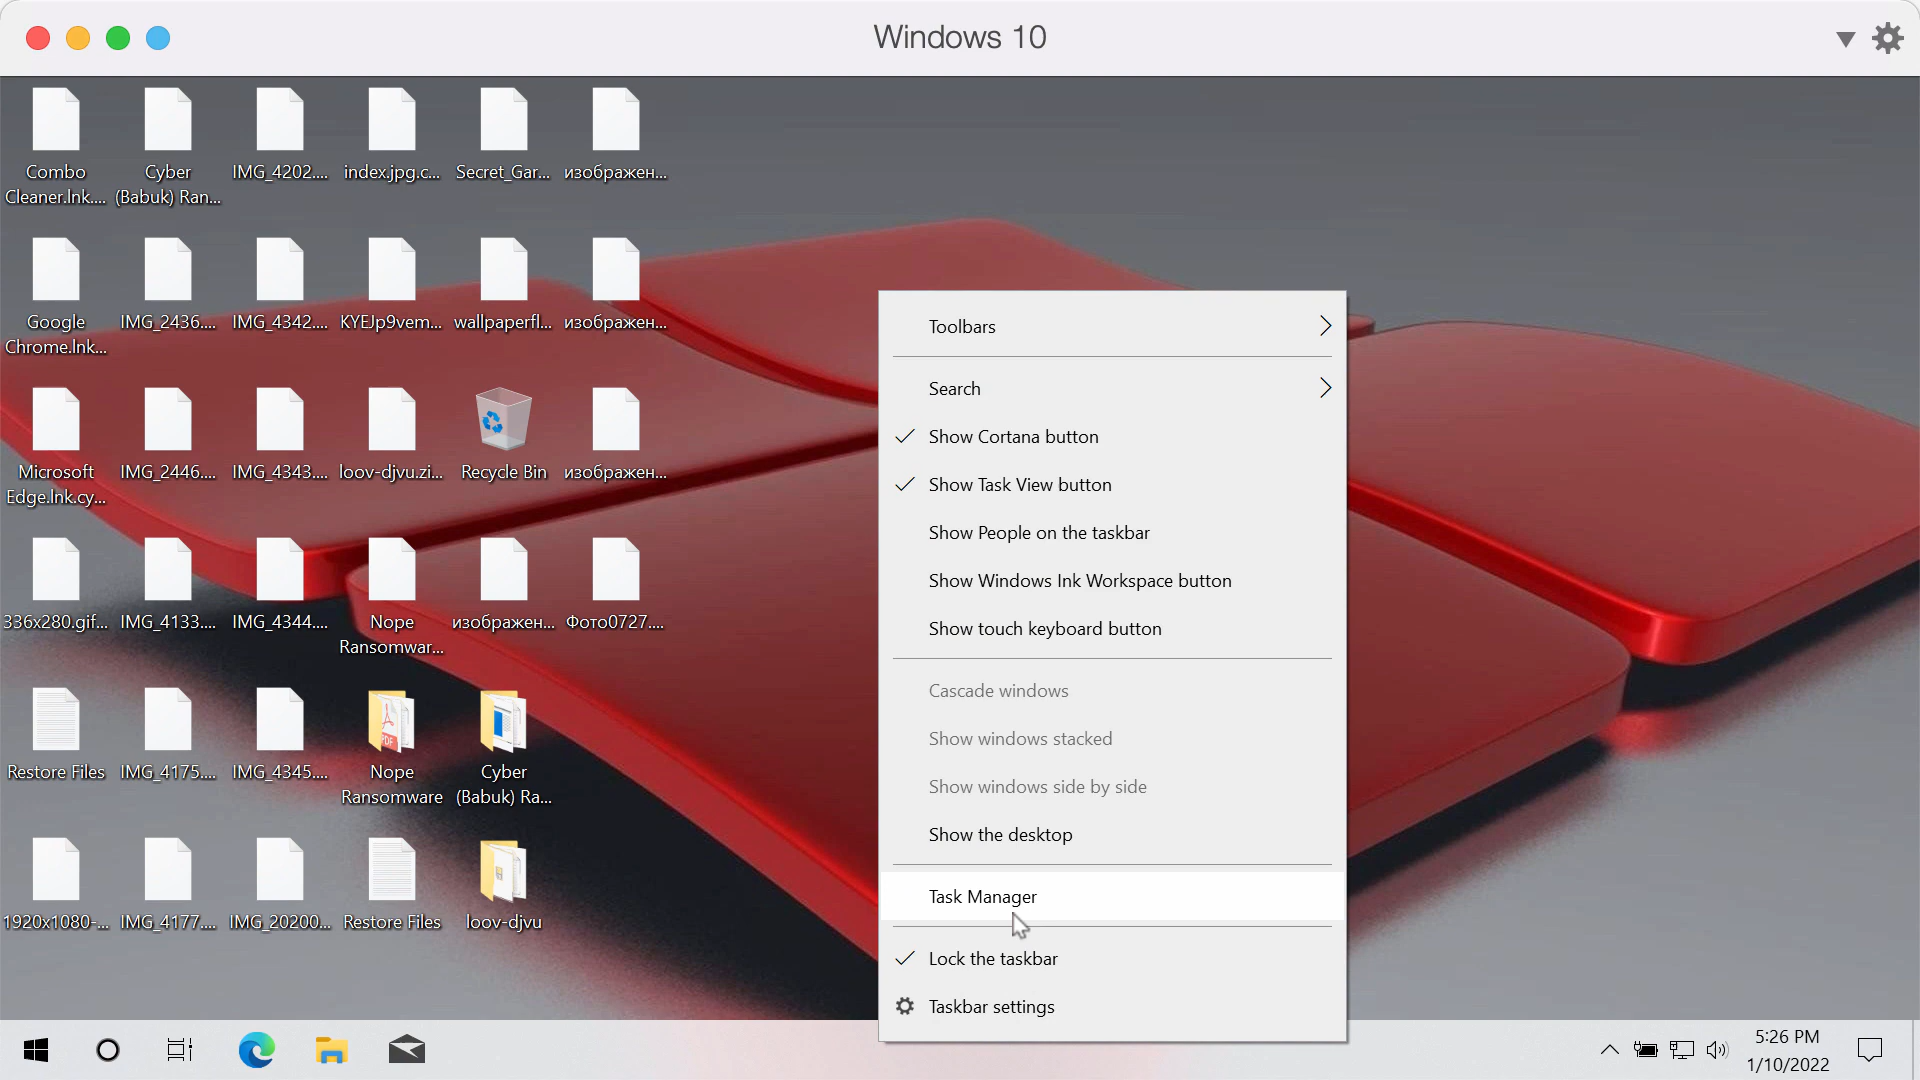 Windows 10
Combo
Cleaner.lnk....
Cyber
(Babuk) Ran...
IMG_4202....
index.jpg.c...
Secret_Gar...
изображен...
Google
Chrome.lnk...
IMG_2436....
IMG_4342....
KYEJp9vem...
wallpaperfl...
изображен...
Microsoft
Edge.lnk.cy...
IMG_2446....
IMG_4343....
loov-djvu.zi...
Recycle Bin
изображен...
336x280.gif...
IMG_4133....
IMG_4344....
Nope
Ransomwar...
изображен...
Фото0727....
Restore Files
IMG_4175....
IMG_4345....
Nope
Ransomware
Cyber
(Babuk) Ra...
1920x1080-...
IMG_4177....
IMG_20200...
Restore Files
loov-djvu
Toolbars
Search
Show Cortana button
Show Task View button
Show People on the taskbar
Show Windows Ink Workspace button
Show touch keyboard button
Cascade windows
Show windows stacked
Show windows side by side
Show the desktop
Task Manager
Lock the taskbar
Taskbar settings
5:26 PM
1/10/2022